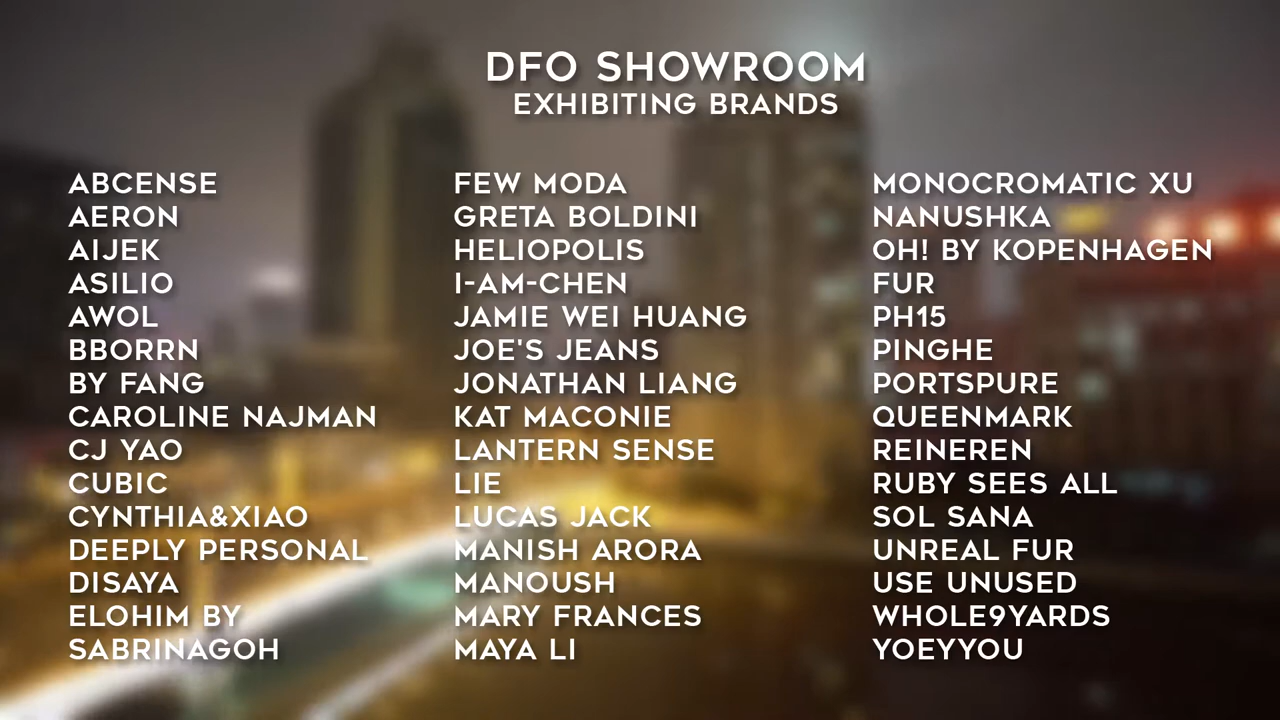 DFO SHOWROOM
EXHIBITING BRANDS
ABCENSE
AERON
AIJEK
ASILIO
AWOL
BBORRN
BY FANG
CAROLINE NAJMAN
CJ YAO
CUBIC
CYNTHIA&XIAO
DEEPLY PERSONAL
DISAYA
ELOHIM BY
SABRINAGOH
FEW MODA
GRETA BOLDINI
HELIOPOLIS
I-AM-CHEN
JAMIE WEI HUANG
JOE'S JEANS
JONATHAN LIANG
KAT MACONIE
LANTERN SENSE
LIE
LUCAS JACK
MANISH ARORA
MANOUSH
MARY FRANCES
MAYA LI
MONOCROMATIC XU
NANUSHKA
OH! BY KOPENHAGEN
FUR
PH15
PINGHE
PORTSPURE
QUEENMARK
REINEREN
RUBY SEES ALL
SOL SANA
UNREAL FUR
USE UNUSED
WHOLE9YARDS
YOEYYOU